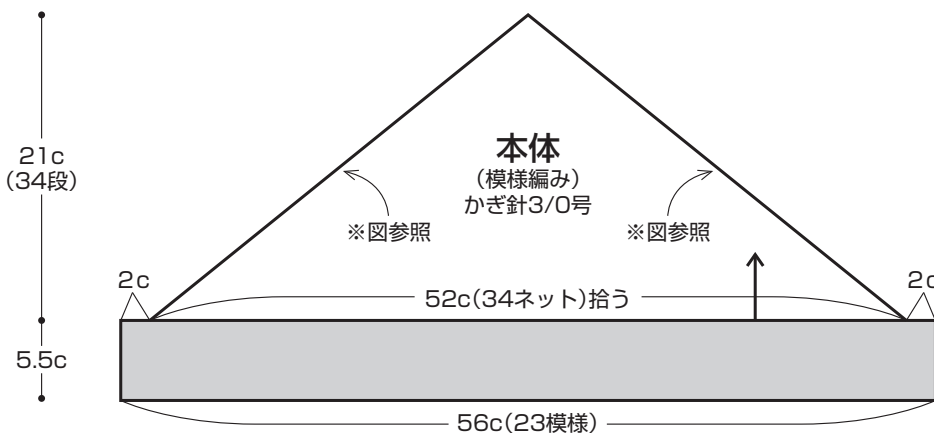 本体
(模様編み)
かぎ針3/0号
21c
(34段)
※図参照
※図参照
2c
52c(34ネット)拾う
2c
5.5c
56c(23模様)